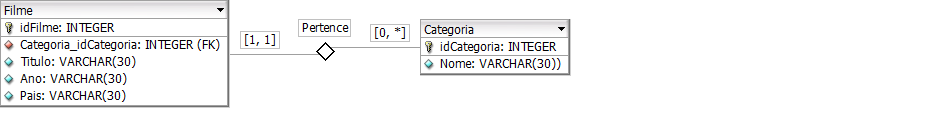 Filme
idFilme: INTEGER
Categoria_idCategoria: INTEGER (FK)
Titulo: VARCHAR(30)
Ano: VARCHAR(30)
Pais: VARCHAR(30)
[1, 1]
Pertence
[0, *]
Categoria
idCategoria: INTEGER
Nome: VARCHAR(30))